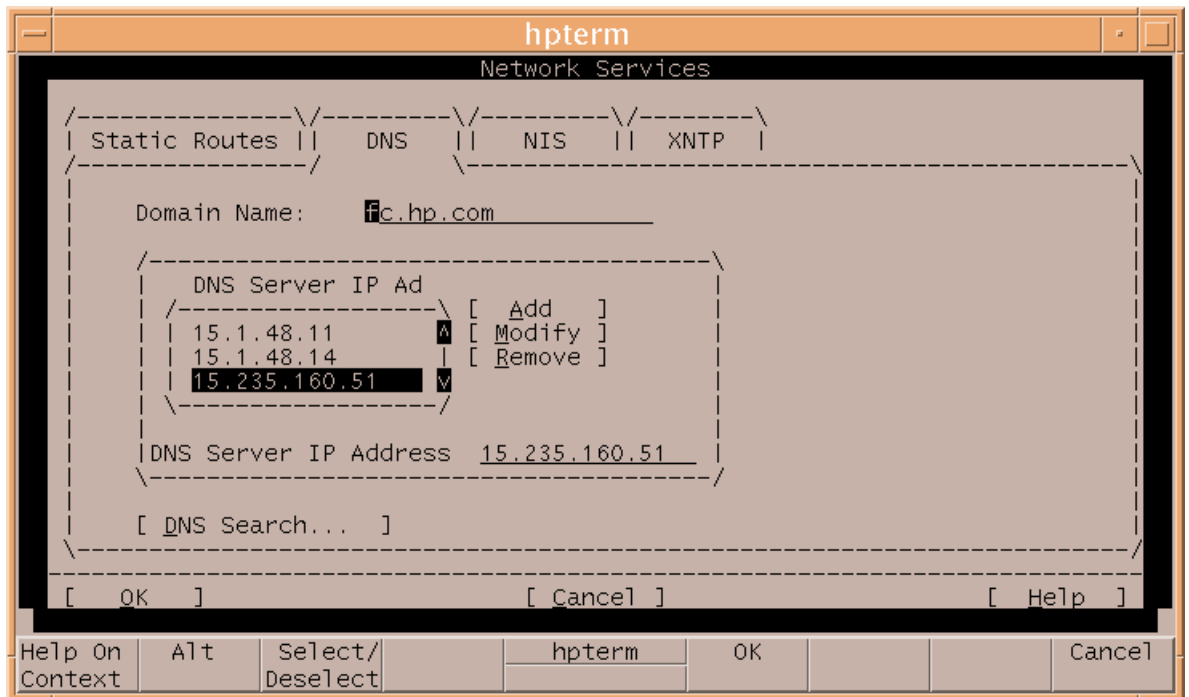 hpterm
Network Services
Static Routes DNS NIS XNTP
Domain Name: fc.hp.com
DNS Server IP Ad
[ Add ]
15.1.48.11 ^ [ Modify ]
15.1.48.14 [ Remove ]
15.235.160.51 v
DNS Server IP Address 15.235.160.51
[ DNS Search... ]
[ OK ] [ Cancel ] [ Help ]
Help On Alt Select/ hpterm OK Cancel
Context Deselect